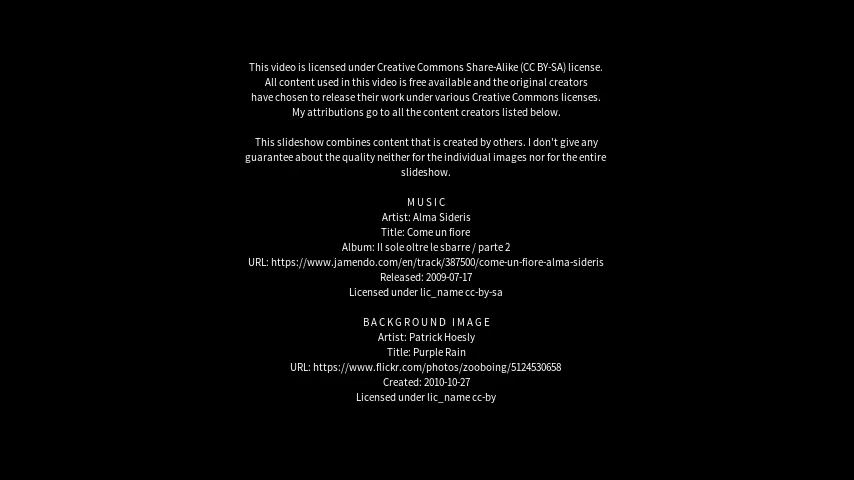 This video is licensed under Creative Commons Share-Alike (CC BY-SA) license.
All content used in this video is free available and the original creators
have chosen to release their work under various Creative Commons licenses.
My attributions go to all the content creators listed below.
This slideshow combines content that is created by others. I don't give any
guarantee about the quality neither for the individual images nor for the entire
slideshow.
MUSIC
Artist: Alma Sideris
Title: Come un fiore
Album: Il sole oltre le sbarre / parte 2
URL: https://www.jamendo.com/en/track/387500/come-un-fiore-alma-sideris
Released: 2009-07-17
Licensed under lic_name cc-by-sa
BACKGROUND IMAGE
Artist: Patrick Hoesly
Title: Purple Rain
URL: https://www.flickr.com/photos/zooboing/5124530658
Created: 2010-10-27
Licensed under lic_name cc-by